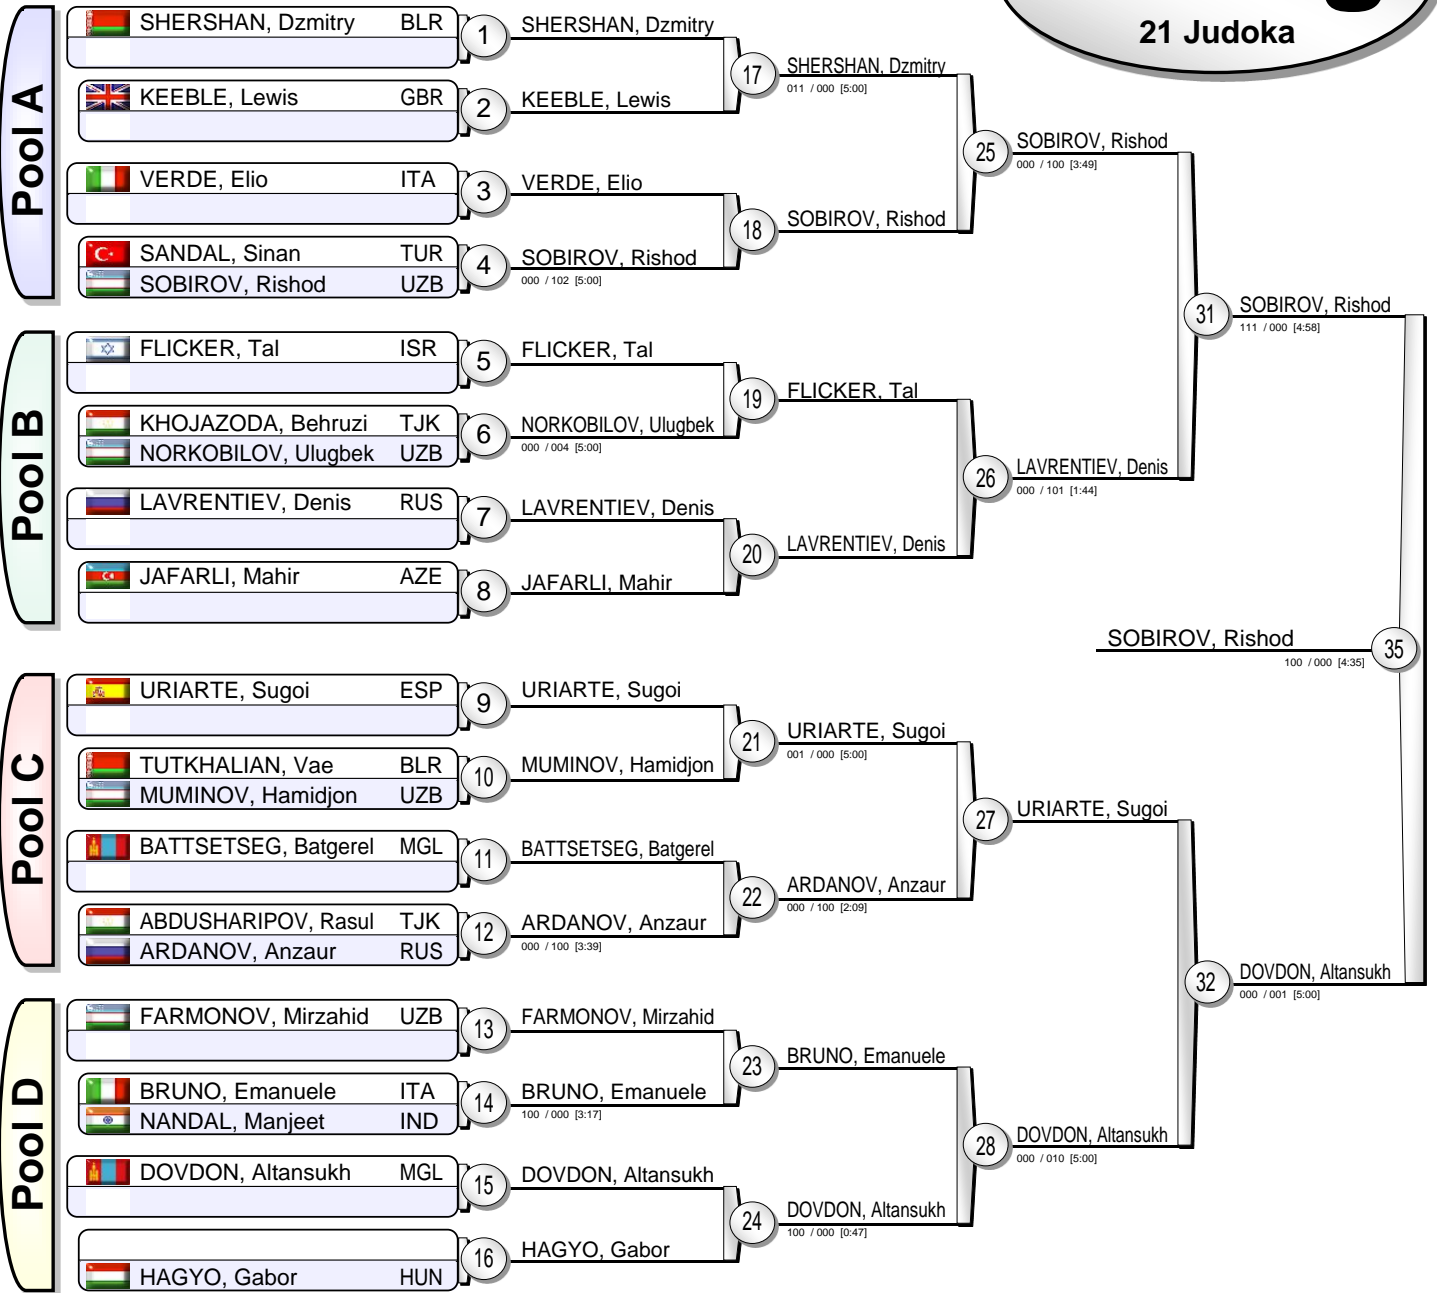 21 Judoka
Pool A
SHERSHAN, Dzmitry BLR
1
SHERSHAN, Dzmitry
KEEBLE, Lewis GBR
2
KEEBLE, Lewis
17
SHERSHAN, Dzmitry
011 / 000 [5:00]
VERDE, Elio ITA
3
VERDE, Elio
SANDAL, Sinan TUR
SOBIROV, Rishod UZB
4
SOBIROV, Rishod
000 / 102 [5:00]
18
SOBIROV, Rishod
25
SOBIROV, Rishod
000 / 100 [3:49]
Pool B
FLICKER, Tal ISR
5
FLICKER, Tal
KHOJAZODA, Behruzi TJK
NORKOBILOV, Ulugbek UZB
6
NORKOBILOV, Ulugbek
000 / 004 [5:00]
19
FLICKER, Tal
LAVRENTIEV, Denis RUS
7
LAVRENTIEV, Denis
JAFARLI, Mahir AZE
8
JAFARLI, Mahir
20
LAVRENTIEV, Denis
26
LAVRENTIEV, Denis
000 / 101 [1:44]
31
SOBIROV, Rishod
111 / 000 [4:58]
SOBIROV, Rishod
100 / 000 [4:35]
35
Pool C
URIARTE, Sugoi ESP
9
URIARTE, Sugoi
TUTKHALIAN, Vae BLR
MUMINOV, Hamidjon UZB
10
MUMINOV, Hamidjon
21
URIARTE, Sugoi
001 / 000 [5:00]
BATTSETSEG, Batgerel MGL
11
BATTSETSEG, Batgerel
ABDUSHARIPOV, Rasul TJK
ARDANOV, Anzaur RUS
12
ARDANOV, Anzaur
000 / 100 [3:39]
22
ARDANOV, Anzaur
000 / 100 [2:09]
27
URIARTE, Sugoi
Pool D
FARMONOV, Mirzahid UZB
13
FARMONOV, Mirzahid
BRUNO, Emanuele ITA
NANDAL, Manjeet IND
14
BRUNO, Emanuele
100 / 000 [3:17]
23
BRUNO, Emanuele
DOVDON, Altansukh MGL
15
DOVDON, Altansukh
HAGYO, Gabor HUN
16
HAGYO, Gabor
24
DOVDON, Altansukh
100 / 000 [0:47]
28
DOVDON, Altansukh
000 / 010 [5:00]
32
DOVDON, Altansukh
000 / 001 [5:00]